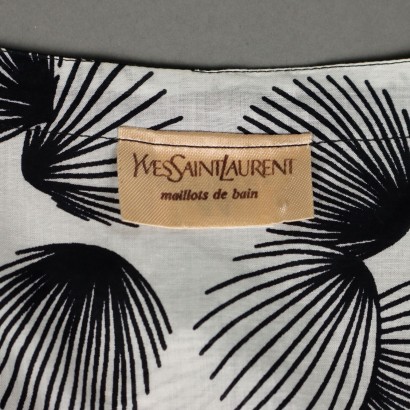 YVESSAINTLAURENT
maillots de bain